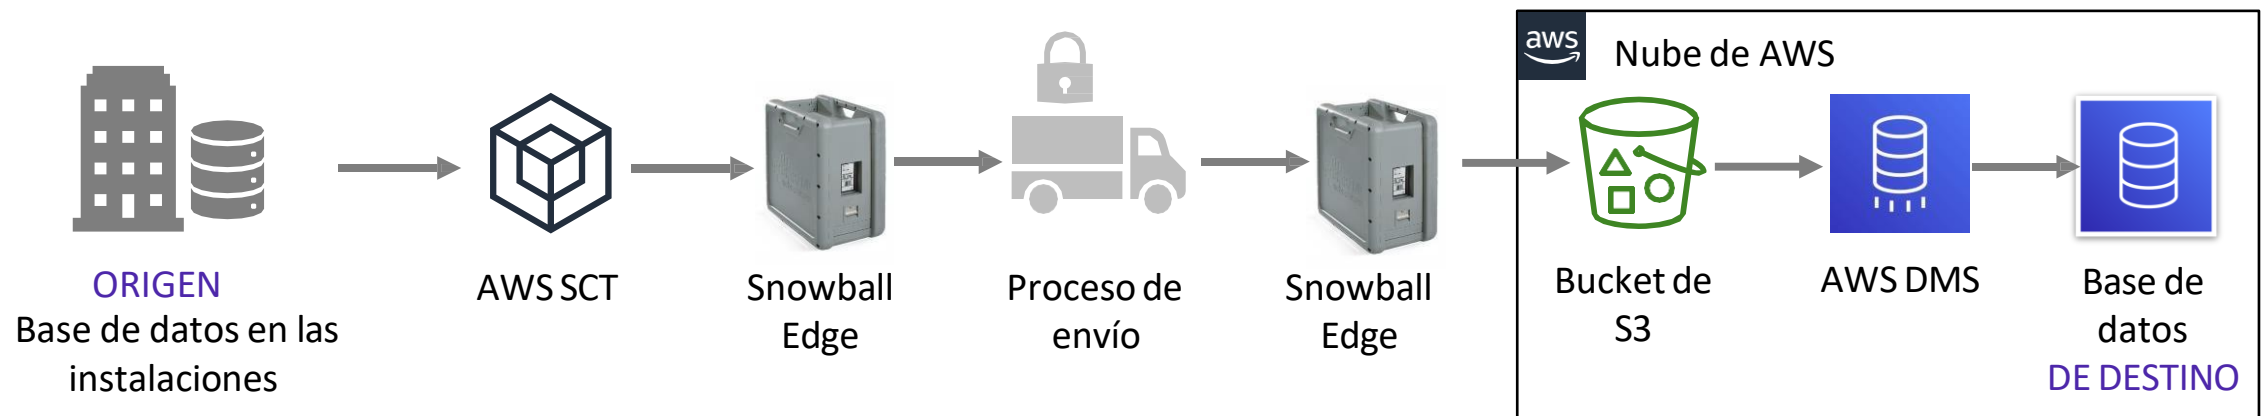 aws
Nube de AWS
ORIGEN
Base de datos en las
instalaciones
AWS SCT
Snowball
Edge
Proceso de
envío
Snowball
Edge
Bucket de
S3
AWS DMS
Base de
datos
DE DESTINO